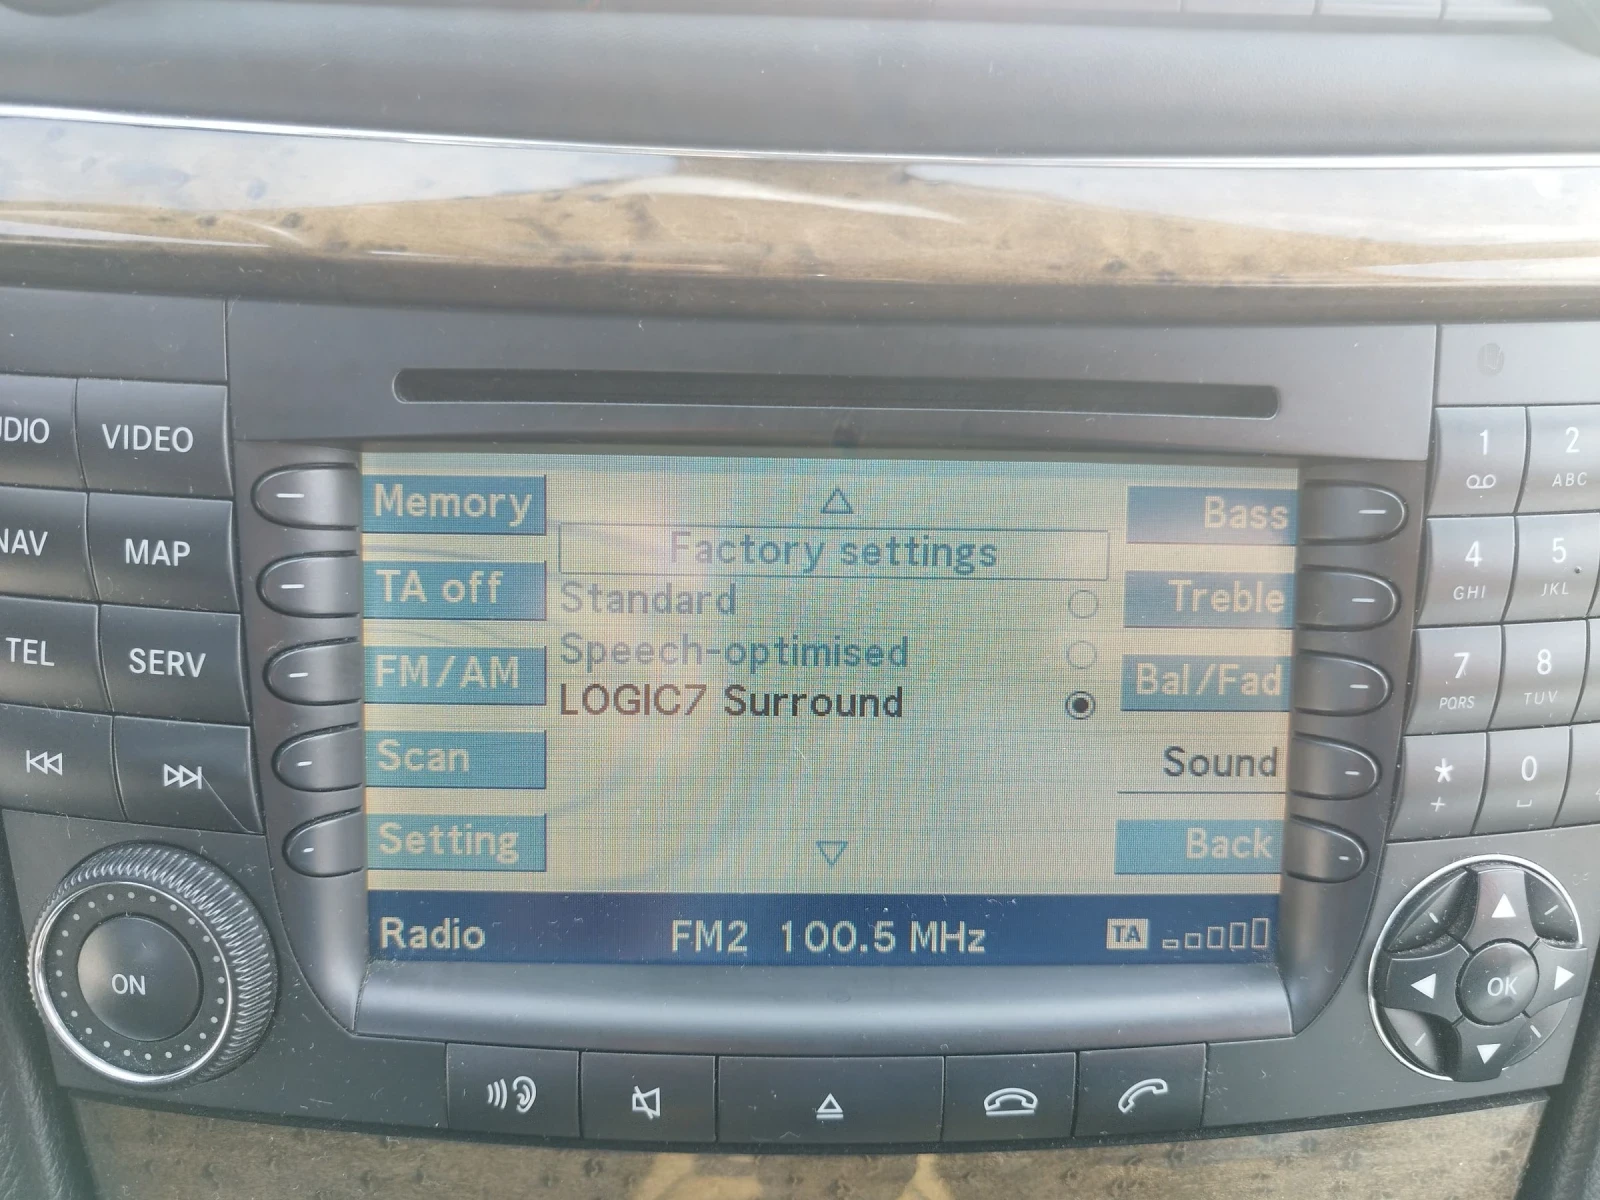 UDIO
VIDEO
NAV
MAP
TEL
SERV
ON
Memory
TA off
FM/AM
Scan
Setting
Factory settings
Standard
Speech-optimised
LOGIC7 Surround
Bass
Treble
Bal/Fad
Sound
Back
Radio
FM2 100.5 MHz
TA
1
2
ABC
4
GHI
5
JKL
7
PQRS
8
TUV
*
+
0
OK